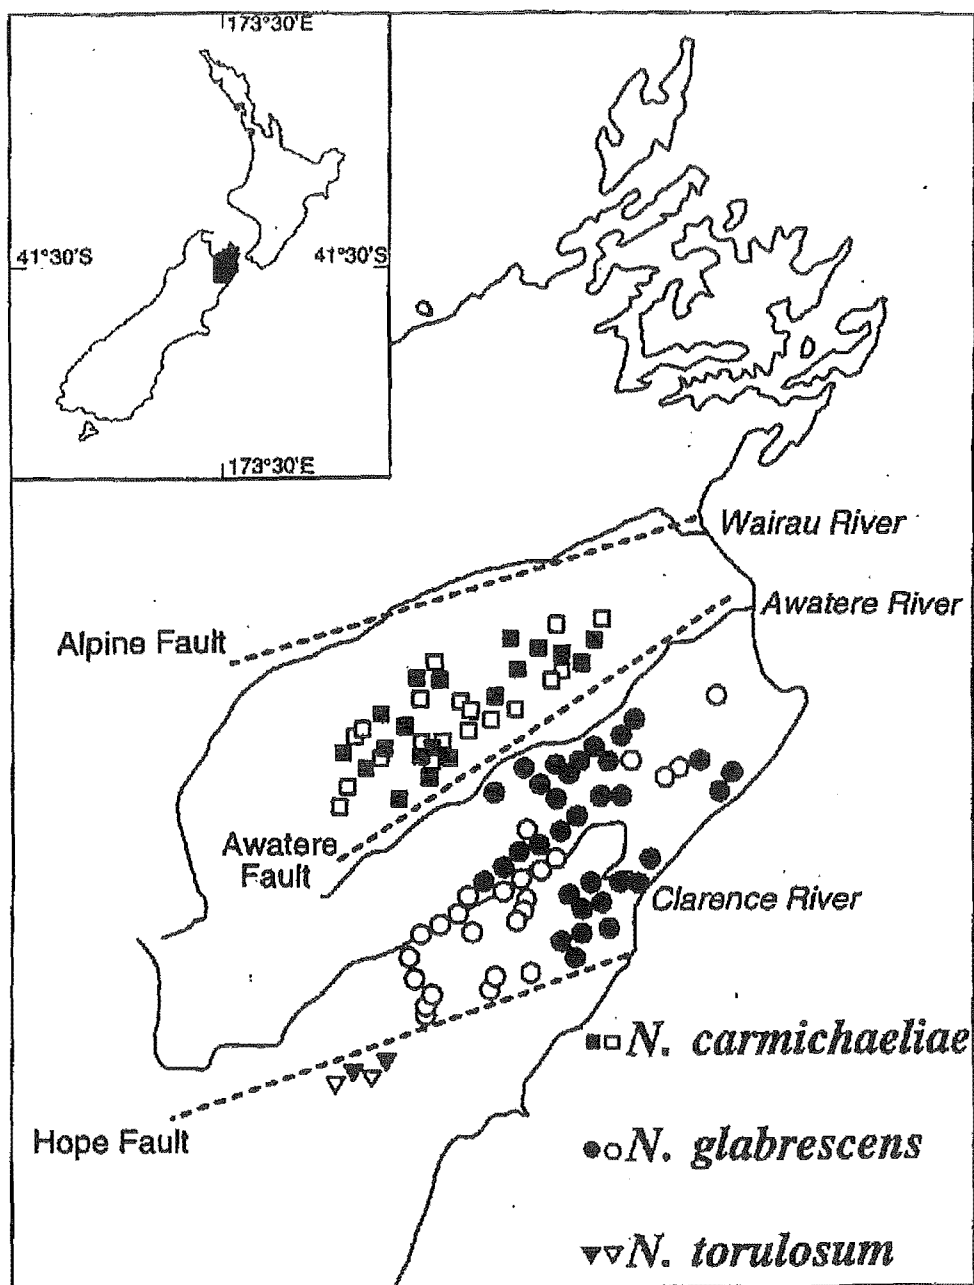 173°30'E
41°30'S
41°30'S
173°30'E
Wairau River
Awatere River
Alpine Fault
Awatere
Fault
Clarence River
N. carmichaeliae
Hope Fault
N. glabrescens
N. torulosum